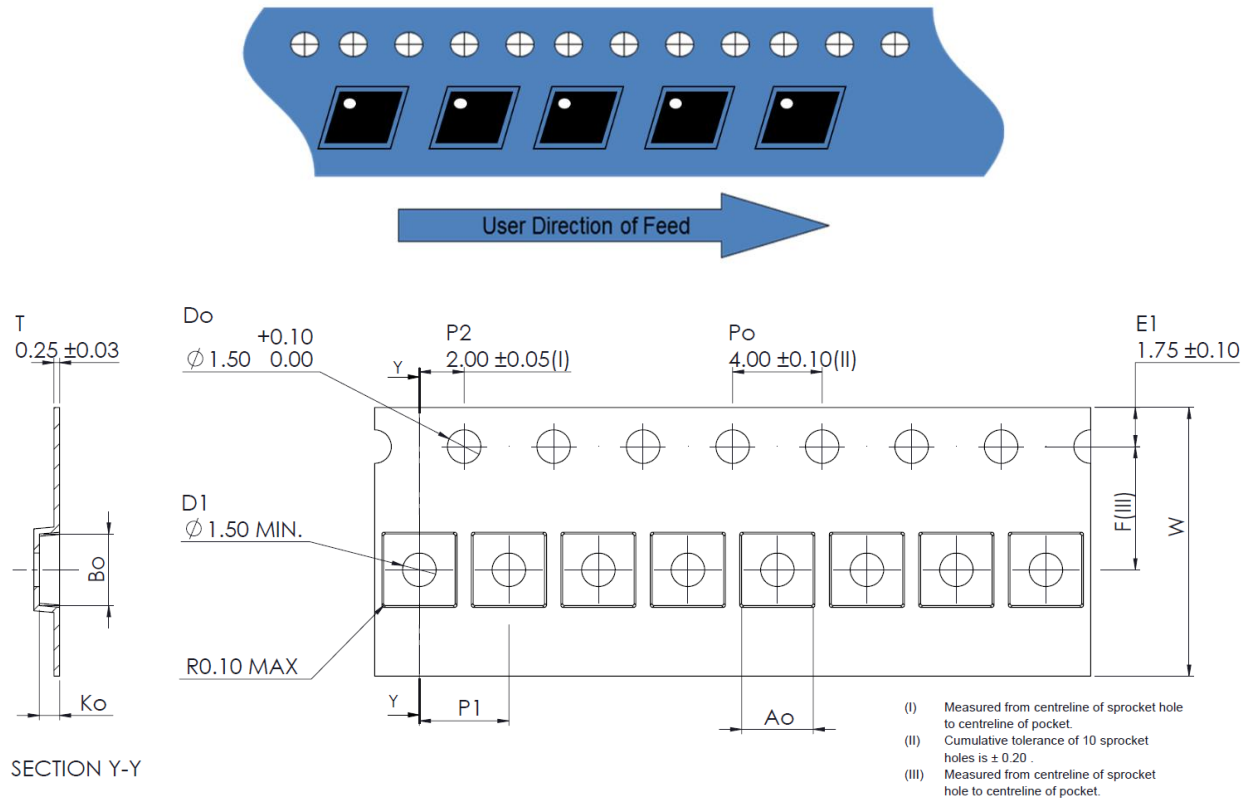 User Direction of Feed
T
0.25 ±0.03
Do
+0.10
∅1.50 0.00
P2
2.00 ±0.05(I)
Po
4.00 ±0.10(II)
E1
1.75 ±0.10
Y
D1
∅1.50 MIN.
F(III)
W
Bo
R0.10 MAX
Ko
Y
P1
Ao
SECTION Y-Y
(I) Measured from centreline of sprocket hole
to centreline of pocket.
(II) Cumulative tolerance of 10 sprocket
holes is ± 0.20 .
(III) Measured from centreline of sprocket
hole to centreline of pocket.